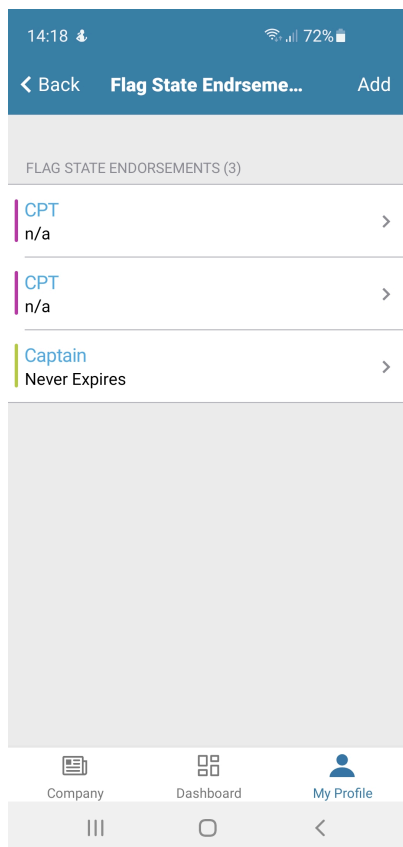 14:18 72%
Back Flag State Endrseme... Add
FLAG STATE ENDORSEMENTS (3)
CPT
n/a
CPT
n/a
Captain
Never Expires
Company Dashboard My Profile